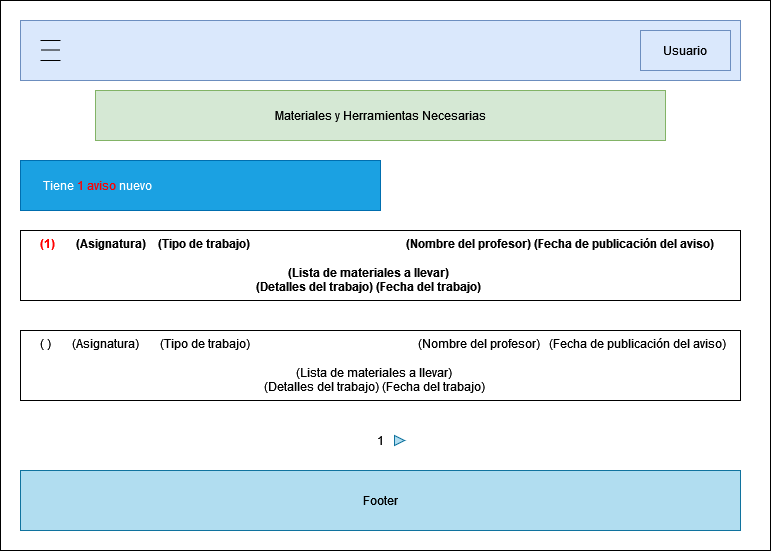 Usuario
Materiales y Herramientas Necesarias
Tiene 1 aviso nuevo
(1) (Asignatura) (Tipo de trabajo) (Nombre del profesor) (Fecha de publicación del aviso)
(Lista de materiales a llevar)
(Detalles del trabajo) (Fecha del trabajo)
( ) (Asignatura) (Tipo de trabajo) (Nombre del profesor) (Fecha de publicación del aviso)
(Lista de materiales a llevar)
(Detalles del trabajo) (Fecha del trabajo)
1
Footer